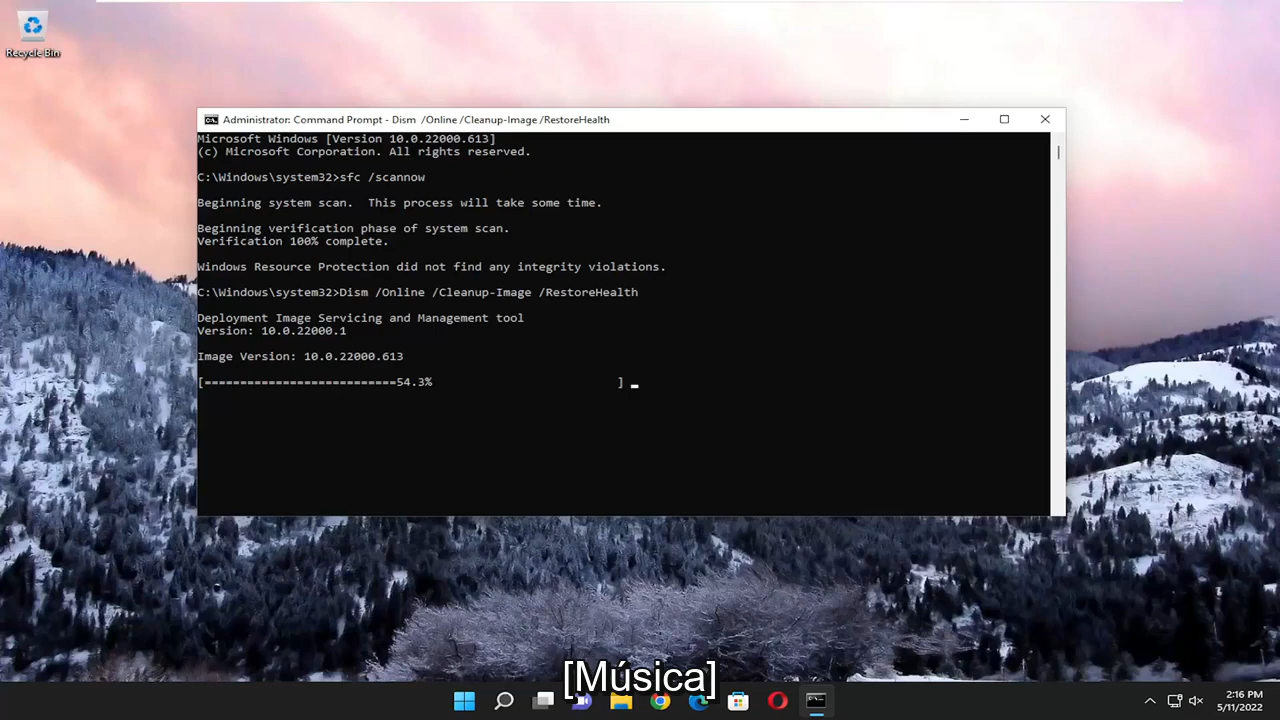 Recycle Bin
Administrator: Command Prompt - Dism  /Online /Cleanup-Image /RestoreHealth
Microsoft Windows [Version 10.0.22000.613]
(c) Microsoft Corporation. All rights reserved.
C:\Windows\system32>sfc /scannow
Beginning system scan.  This process will take some time.
Beginning verification phase of system scan.
Verification 100% complete.
Windows Resource Protection did not find any integrity violations.
C:\Windows\system32>Dism /Online /Cleanup-Image /RestoreHealth
Deployment Image Servicing and Management tool
Version: 10.0.22000.1
Image Version: 10.0.22000.613
[===========================54.3%                          ]
[Música]
2:16 PM
5/11/2022